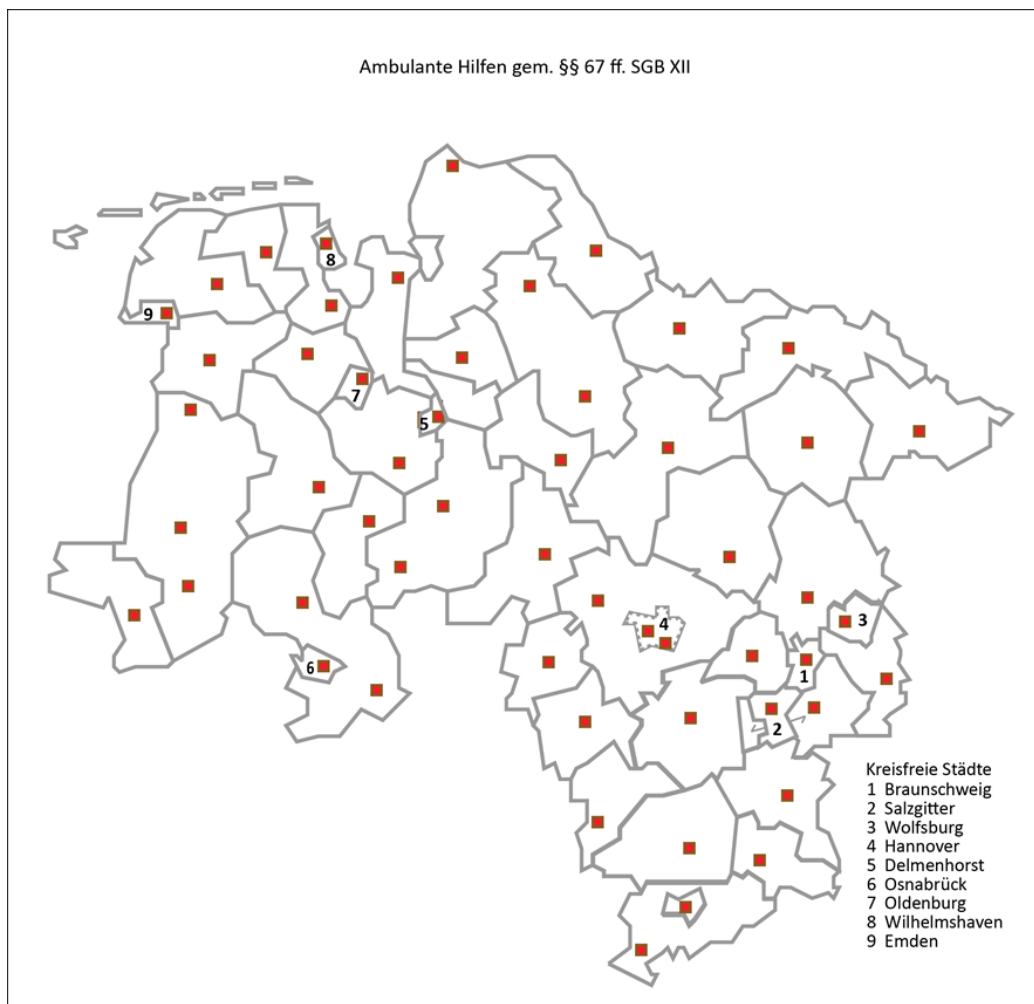 Ambulante Hilfen gem. §§ 67 ff. SGB XII
8
9
7
5
4
3
6
1
2
Kreisfreie Städte
1 Braunschweig
2 Salzgitter
3 Wolfsburg
4 Hannover
5 Delmenhorst
6 Osnabrück
7 Oldenburg
8 Wilhelmshaven
9 Emden